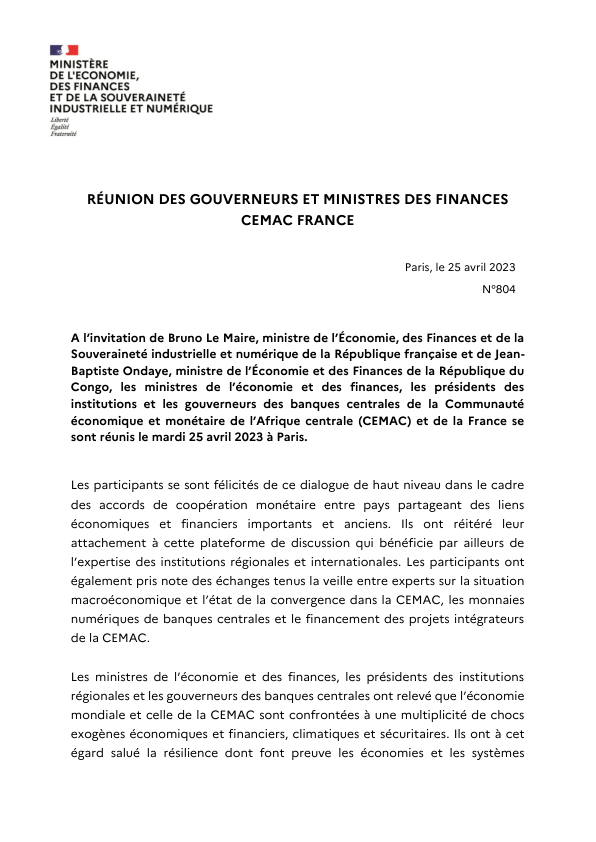 MINISTÈRE
DE L'ECONOMIE,
DES FINANCES
ET DE LA SOUVERAINETÉ
INDUSTRIELLE ET NUMÉRIQUE
Liberté
Égalité
Fraternité
RÉUNION DES GOUVERNEURS ET MINISTRES DES FINANCES
CEMAC FRANCE
Paris, le 25 avril 2023
N°804
A l’invitation de Bruno Le Maire, ministre de l’Économie, des Finances et de la
Souveraineté industrielle et numérique de la République française et de Jean-
Baptiste Ondaye, ministre de l’Économie et des Finances de la République du
Congo, les ministres de l’économie et des finances, les présidents des
institutions et les gouverneurs des banques centrales de la Communauté
économique et monétaire de l’Afrique centrale (CEMAC) et de la France se
sont réunis le mardi 25 avril 2023 à Paris.
Les participants se sont félicités de ce dialogue de haut niveau dans le cadre
des accords de coopération monétaire entre pays partageant des liens
économiques et financiers importants et anciens. Ils ont réitéré leur
attachement à cette plateforme de discussion qui bénéficie par ailleurs de
l’expertise des institutions régionales et internationales. Les participants ont
également pris note des échanges tenus la veille entre experts sur la situation
macroéconomique et l’état de la convergence dans la CEMAC, les monnaies
numériques de banques centrales et le financement des projets intégrateurs
de la CEMAC.
Les ministres de l’économie et des finances, les présidents des institutions
régionales et les gouverneurs des banques centrales ont relevé que l’économie
mondiale et celle de la CEMAC sont confrontées à une multiplicité de chocs
exogènes économiques et financiers, climatiques et sécuritaires. Ils ont à cet
égard salué la résilience dont font preuve les économies et les systèmes